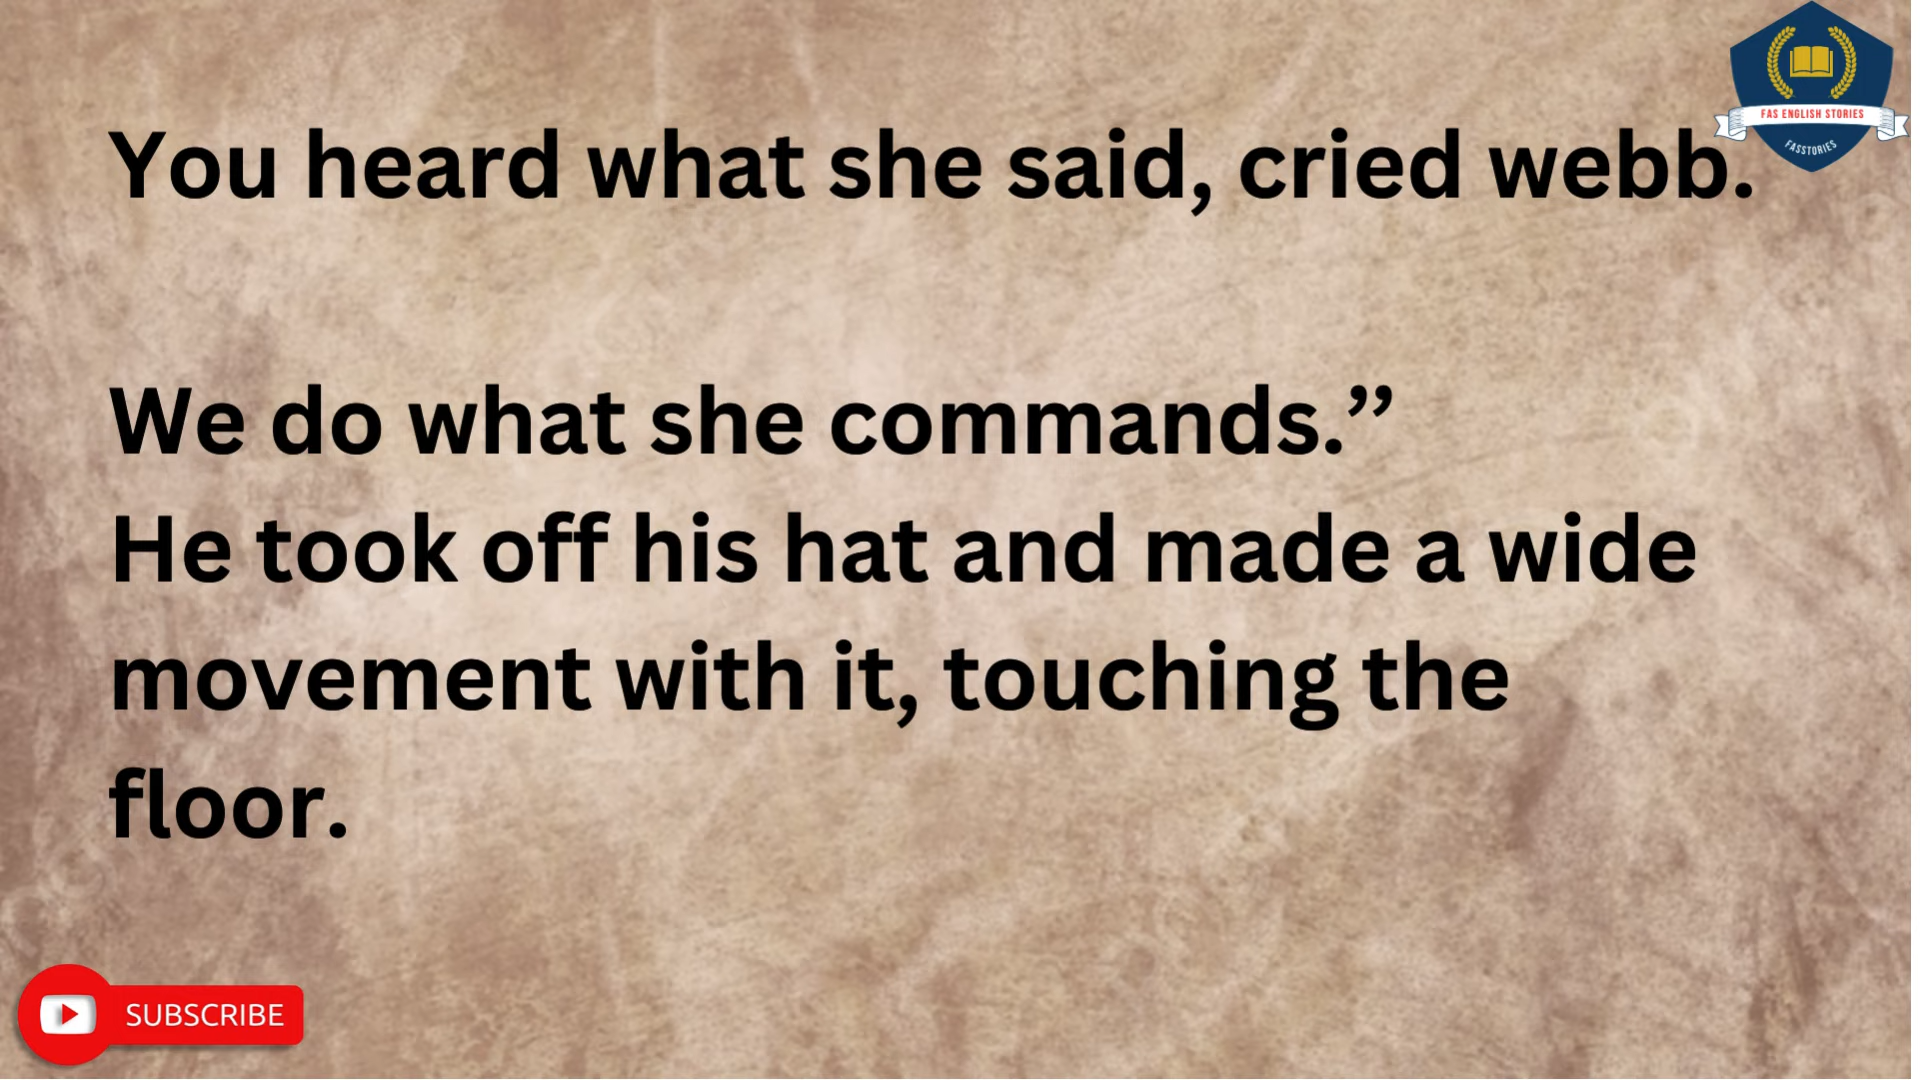 FAS ENGLISH STORIES
FASSTORIES
You heard what she said, cried webb.
We do what she commands.”
He took off his hat and made a wide
movement with it, touching the
floor.
SUBSCRIBE